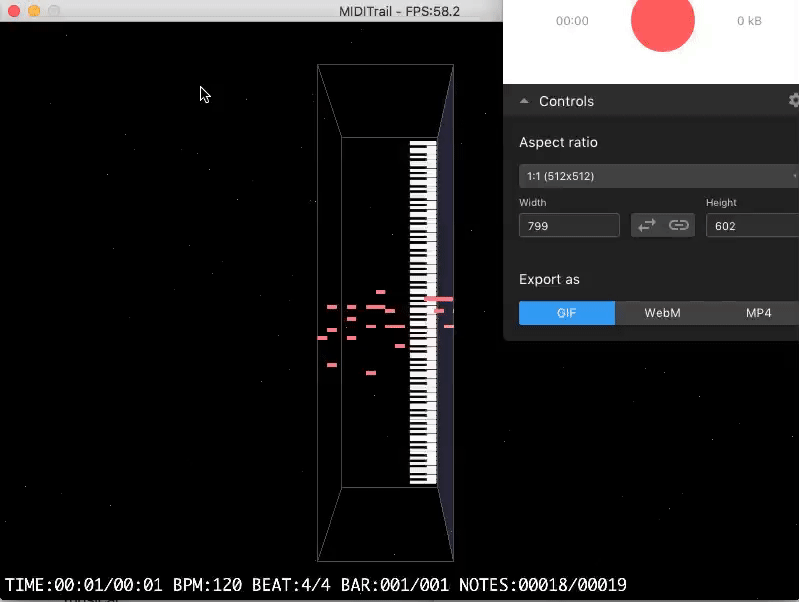 MIDITrail - FPS:58.2
00:00
0 kB
Controls
Aspect ratio
1:1 (512x512)
Width
Height
799
602
Export as
GIF
WebM
MP4
TIME:00:01/00:01 BPM:120 BEAT:4/4 BAR:001/001 NOTES:00018/00019